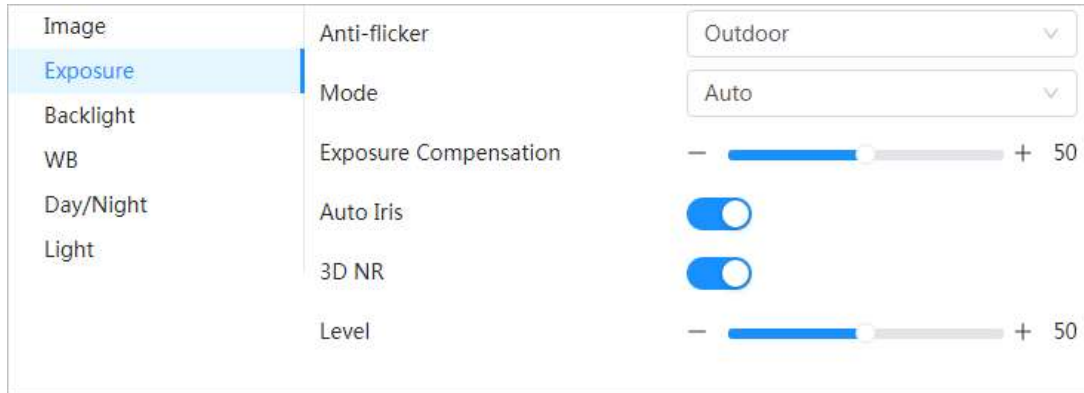 Image
Exposure
Backlight
WB
Day/Night
Light
Anti-flicker Outdoor
Mode Auto
Exposure Compensation − + 50
Auto Iris
3D NR
Level − + 50